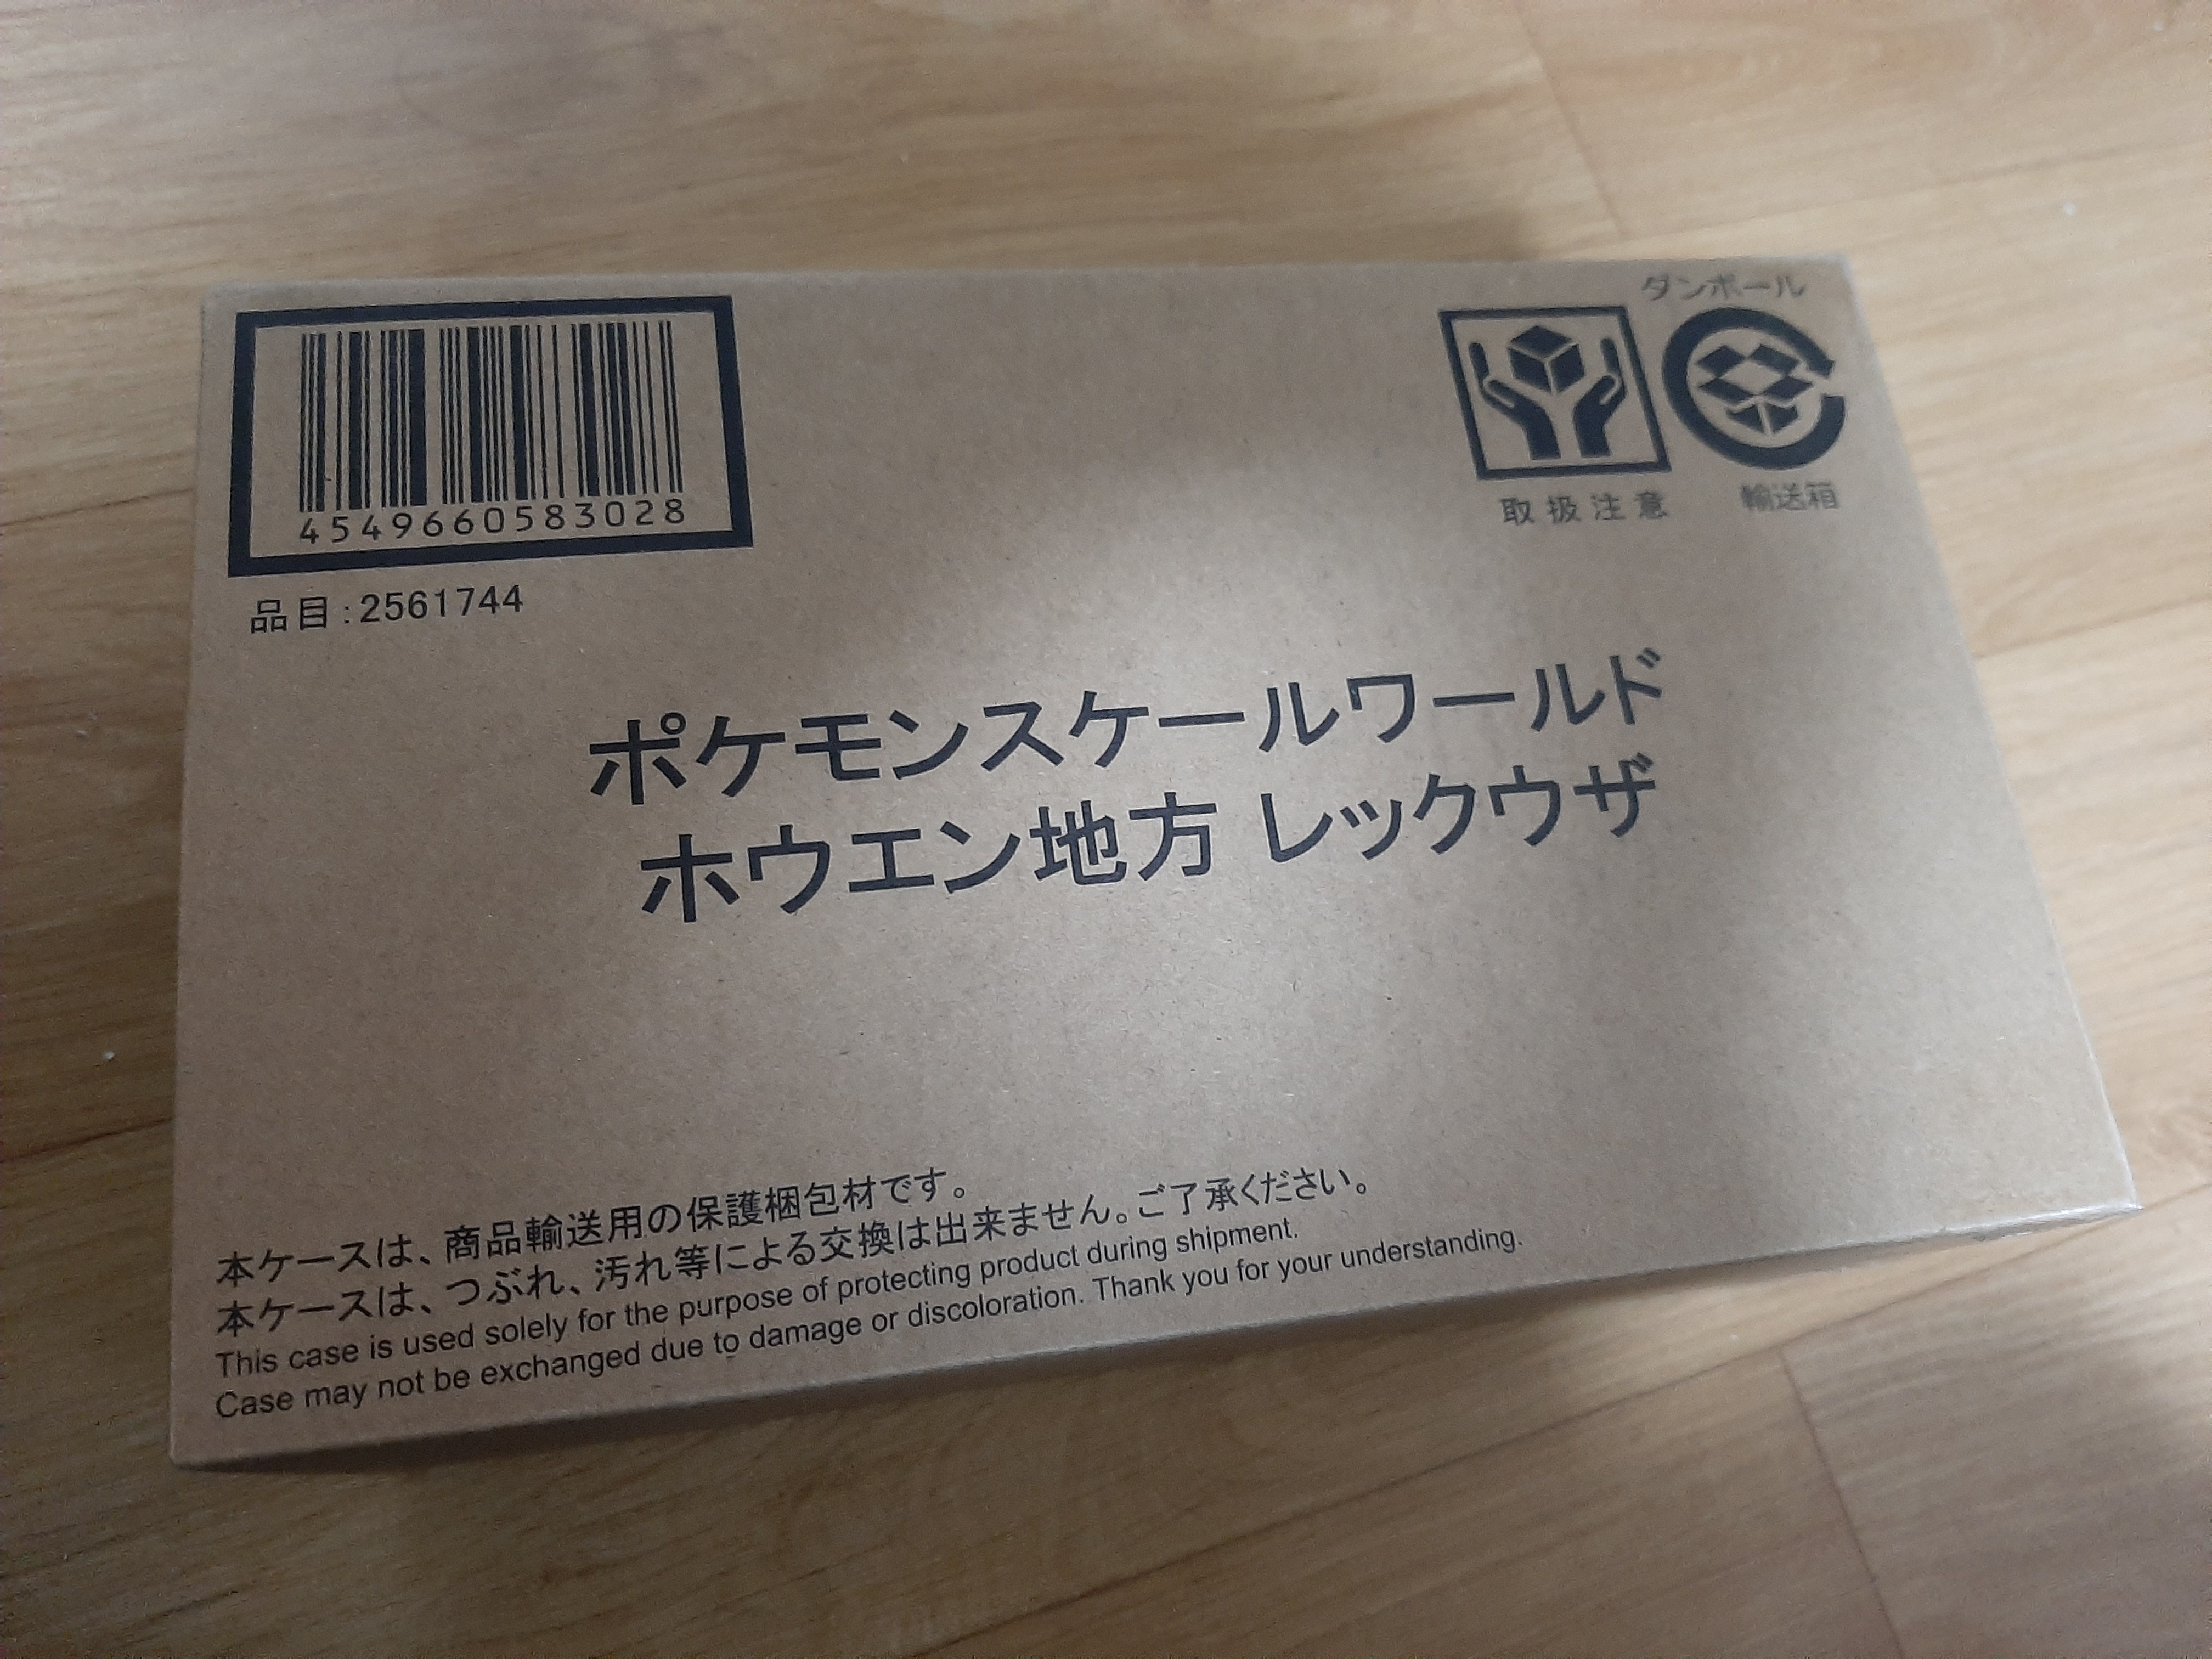 ダンボール
4549660583028
取扱注意
輸送箱
品目:2561744
ポケモンスケールワールド
ホウエン地方 レックウザ
本ケースは、商品輸送用の保護梱包材です。
本ケースは、つぶれ、汚れ等による交換は出来ません。ご了承ください。
This case is used solely for the purpose of protecting product during shipment.
Case may not be exchanged due to damage or discoloration. Thank you for your understanding.